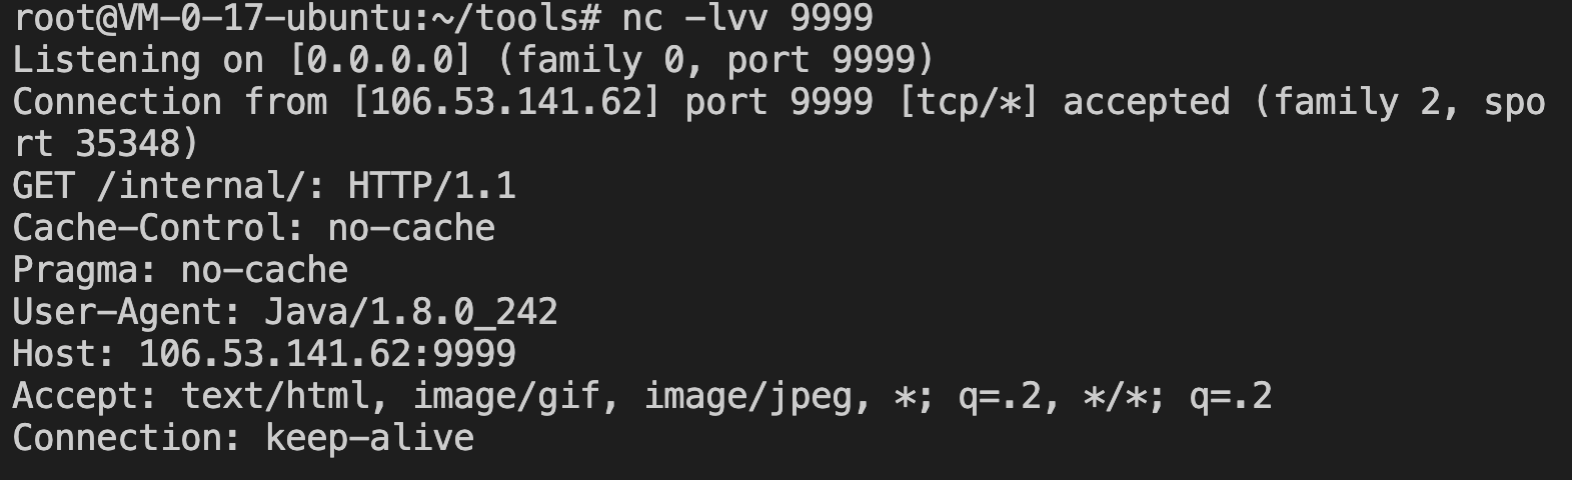 root@VM-0-17-ubuntu:~/tools# nc -lvv 9999
Listening on [0.0.0.0] (family 0, port 9999)
Connection from [106.53.141.62] port 9999 [tcp/*] accepted (family 2, spo
rt 35348)
GET /internal/: HTTP/1.1
Cache-Control: no-cache
Pragma: no-cache
User-Agent: Java/1.8.0_242
Host: 106.53.141.62:9999
Accept: text/html, image/gif, image/jpeg, *; q=.2, */*; q=.2
Connection: keep-alive